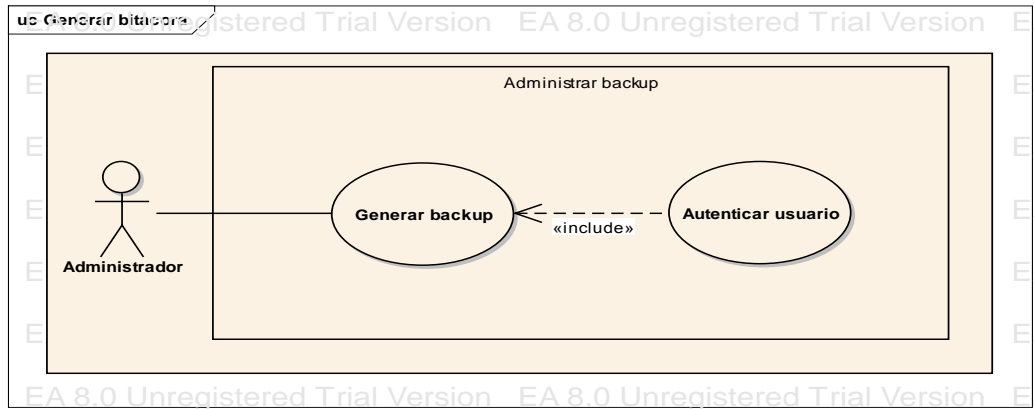 uc Generar bitacora
EA 8.0 Unregistered Trial Version EA 8.0 Unregistered Trial Version E
Administrar backup
E E
E E
Generar backup
Autenticar usuario
«include»
E E
Administrador
E E
E E
EA 8.0 Unregistered Trial Version EA 8.0 Unregistered Trial Version E